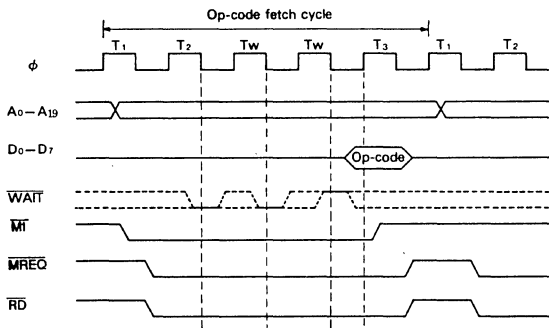 Op-code fetch cycle
T1 T2 Tw Tw T3 T1 T2
ϕ
A0–A19
D0–D7
Op-code
WAIT
M1
MREQ
RD